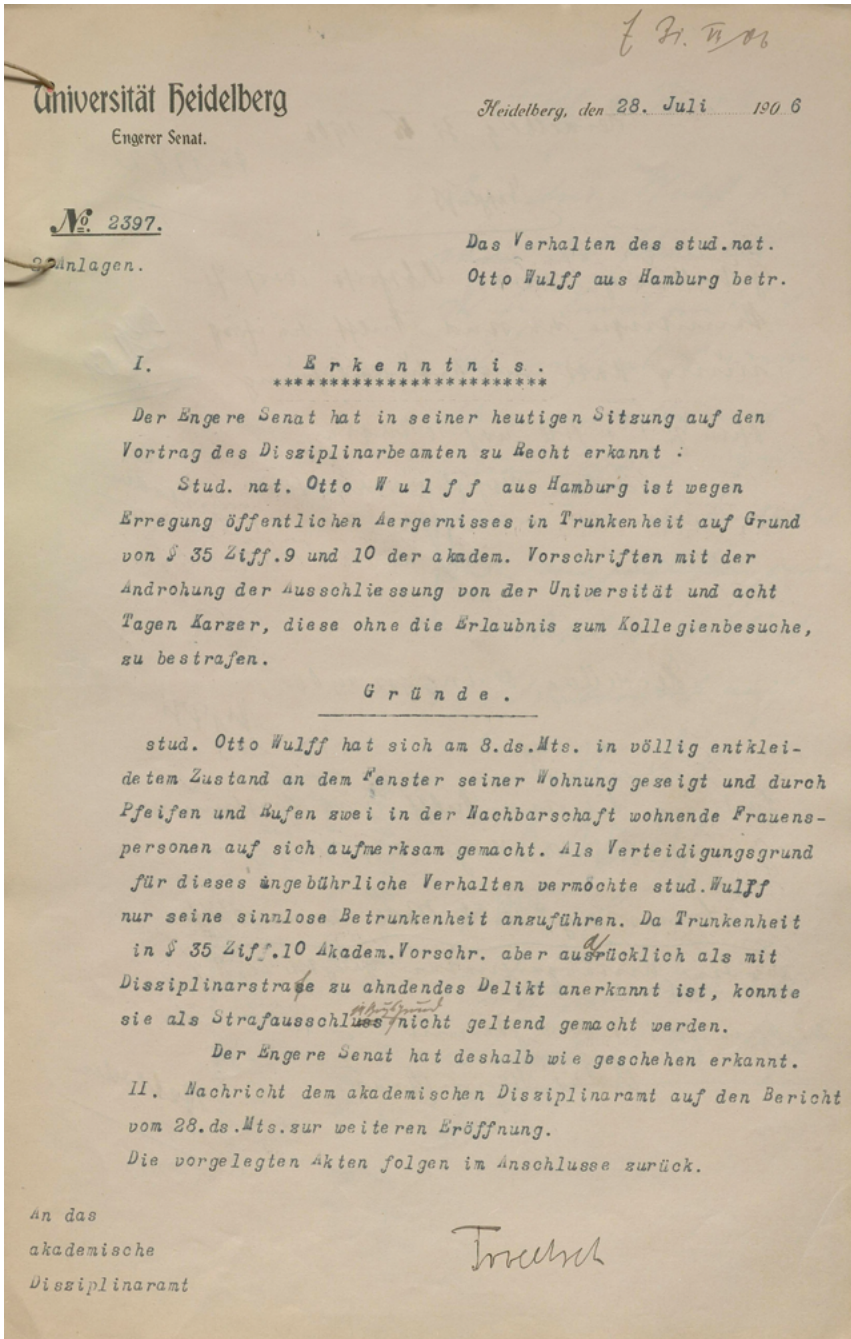 31. VII 06
Universität Heidelberg
Engerer Senat.
Heidelberg, den 28. Juli 1906
No. 2397.
2 Anlagen.
Das Verhalten des stud.nat.
Otto Wulff aus Hamburg betr.
I. Erkenntnis.
************************
Der Engere Senat hat in seiner heutigen Sitzung auf den
Vortrag des Disziplinarbeamten zu Recht erkannt :
Stud. nat. Otto Wulff aus Hamburg ist wegen
Erregung öffentlichen Aergernisses in Trunkenheit auf Grund
von § 35 Ziff.9 und 10 der akadem. Vorschriften mit der
Androhung der Ausschliessung von der Universität und acht
Tagen Karzer, diese ohne die Erlaubnis zum Kollegienbesuche,
zu bestrafen.
Gründe.
stud. Otto Wulff hat sich am 8.ds.Mts. in völlig entklei-
detem Zustand an dem Fenster seiner Wohnung gezeigt und durch
Pfeifen und Rufen zwei in der Nachbarschaft wohnende Frauens-
personen auf sich aufmerksam gemacht. Als Verteidigungsgrund
für dieses ungebührliche Verhalten vermochte stud.Wulff
nur seine sinnlose Betrunkenheit anzuführen. Da Trunkenheit
in § 35 Ziff.10 Akadem.Vorschr. aber ausdrücklich als mit
Disziplinarstrafe zu ahndendes Delikt anerkannt ist, konnte
sie als Strafausschliessungsgrund nicht geltend gemacht werden.
Der Engere Senat hat deshalb wie geschehen erkannt.
II. Nachricht dem akademischen Disziplinaramt auf den Bericht
vom 28.ds.Mts.zur weiteren Eröffnung.
Die vorgelegten Akten folgen im Anschlusse zurück.
An das
akademische
Disziplinaramt
Troeltsch